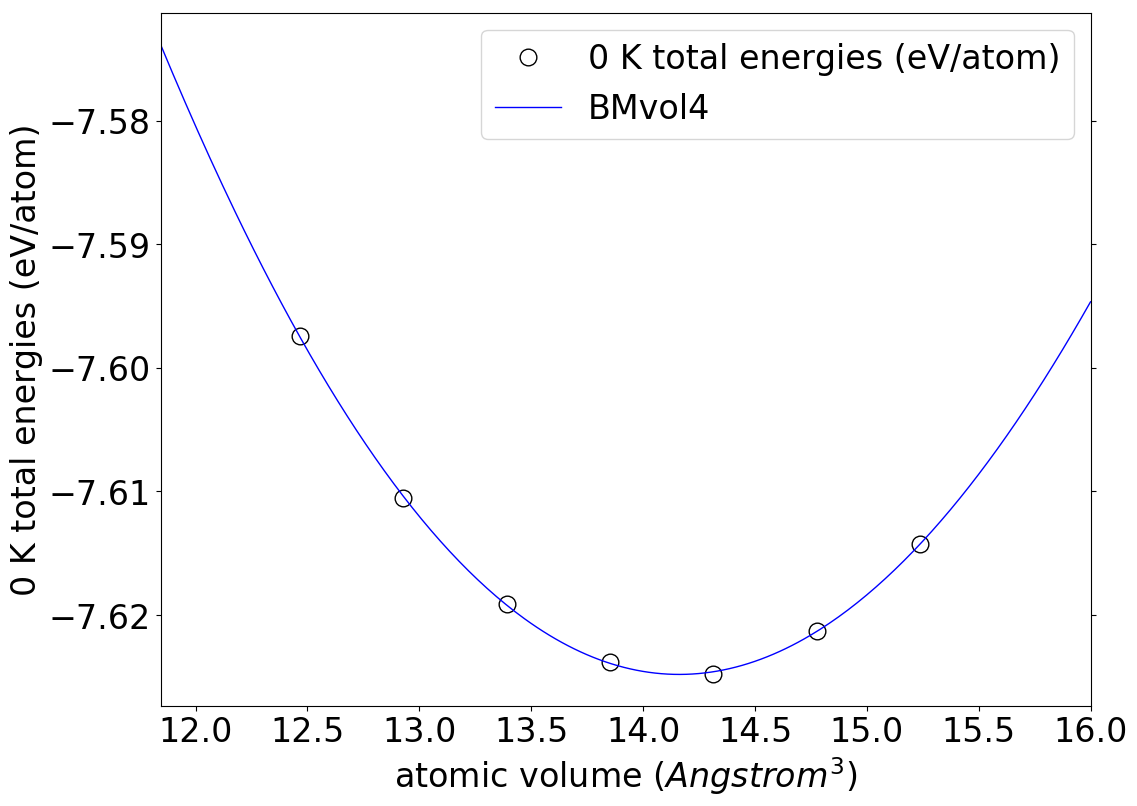 0 K total energies (eV/atom)
BMvol4
0 K total energies (eV/atom)
−7.58
−7.59
−7.60
−7.61
−7.62
12.0 12.5 13.0 13.5 14.0 14.5 15.0 15.5 16.0
atomic volume (Angstrom³)